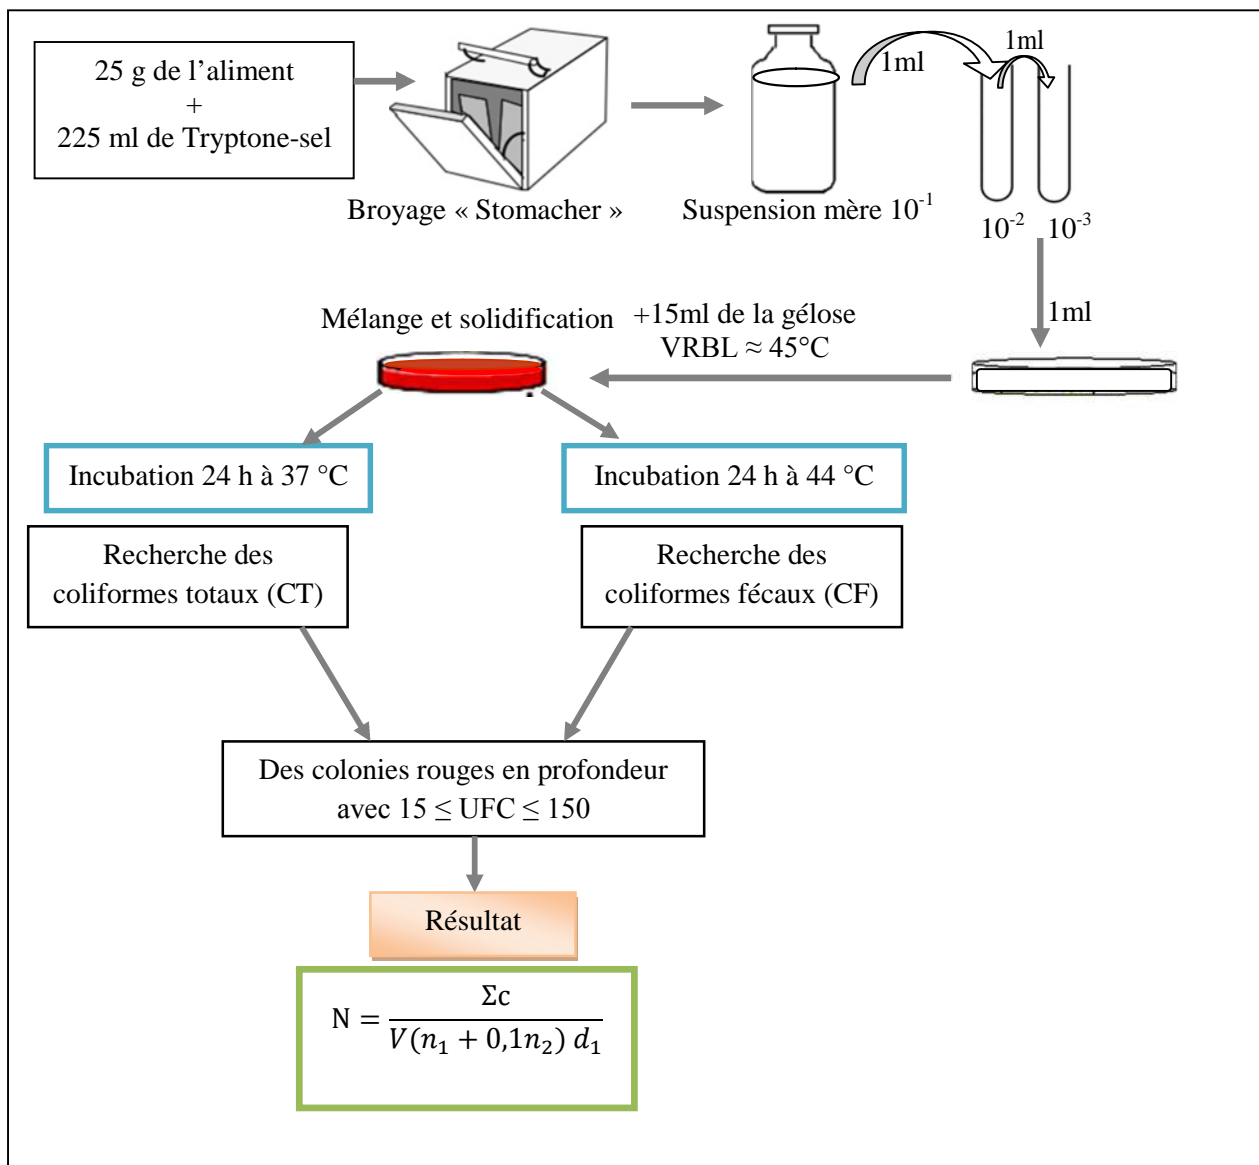 25 g de l’aliment
+
225 ml de Tryptone-sel
Broyage « Stomacher »
Suspension mère 10⁻¹
1ml
1ml
10⁻²
10⁻³
1ml
+15ml de la gélose
VRBL ≈ 45°C
Mélange et solidification
Incubation 24 h à 37 °C
Incubation 24 h à 44 °C
Recherche des
coliformes totaux (CT)
Recherche des
coliformes fécaux (CF)
Des colonies rouges en profondeur
avec 15 ≤ UFC ≤ 150
Résultat
N = Σc / V(n₁ + 0,1n₂) d₁